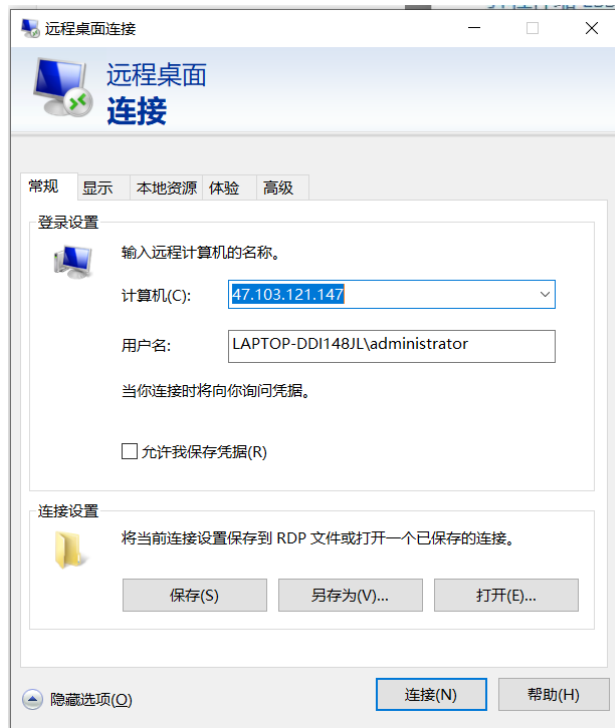 远程桌面连接
远程桌面
连接
常规 显示 本地资源 体验 高级
登录设置
输入远程计算机的名称。
计算机(C): 47.103.121.147
用户名: LAPTOP-DDI148JL\administrator
当你连接时将向你询问凭据。
允许我保存凭据(R)
连接设置
将当前连接设置保存到 RDP 文件或打开一个已保存的连接。
保存(S) 另存为(V)... 打开(E)...
隐藏选项(O) 连接(N) 帮助(H)